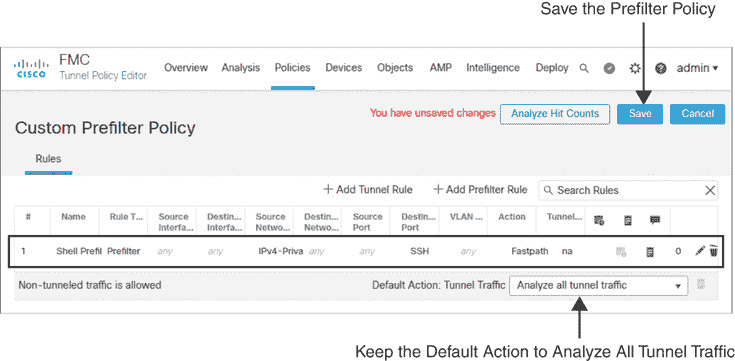 Save the Prefilter Policy
CISCO
FMC
Tunnel Policy Editor
Overview Analysis Policies Devices Objects AMP Intelligence Deploy admin
You have unsaved changes Analyze Hit Counts Save Cancel
Custom Prefilter Policy
Rules
+ Add Tunnel Rule + Add Prefilter Rule Search Rules
# Name Rule T... Source Interfa... Destin... Interfa... Source Netwo... Destin... Netwo... Source Port Destin... Port VLAN ... Action Tunnel...
1 Shell Prefil Prefilter any any IPv4-Priva any any SSH any Fastpath na 0
Non-tunneled traffic is allowed Default Action: Tunnel Traffic Analyze all tunnel traffic
Keep the Default Action to Analyze All Tunnel Traffic